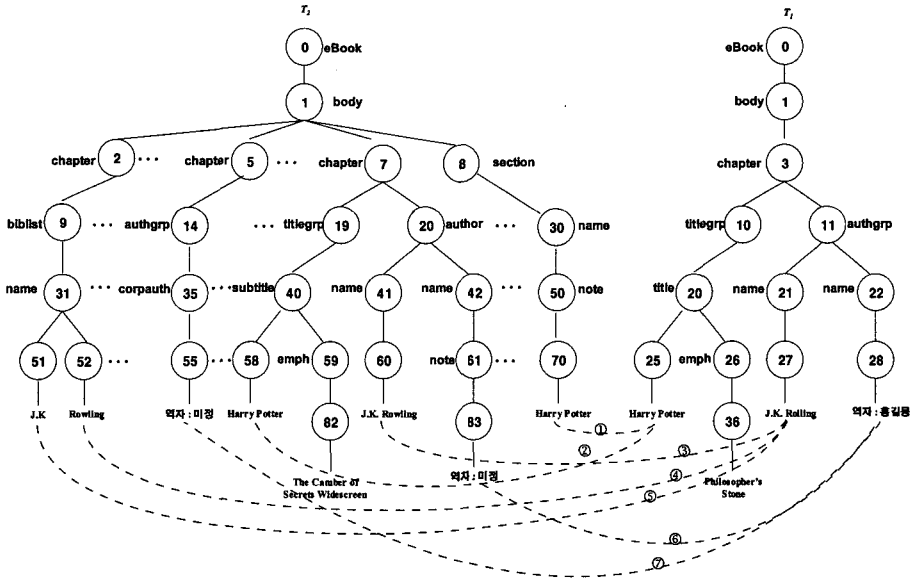 T₂ T₁
0 eBook eBook 0
1 body body 1
chapter 2 ... chapter 5 ... chapter 7 8 section chapter 3
biblist 9 ... authgrp 14 ... titlegrp 19 20 author ... 30 name titlegrp 10 11 authgrp
name 31 ... corpauth 35 ... subtitle 40 name 41 name 42 ... 50 note title 20 name 21 name 22
51 52 ... 55 ... 58 emph 59 60 note 61 ... 70 25 emph 26 27 28
J.K Rowling 역자 : 미정 Harry Potter 82 J.K. Rowling 83 Harry Potter Harry Potter 36 J.K. Rolling 역자 : 홍길동
① ② ③
The Camber of
Secrets Widescreen
역자 : 미정
Philosopher's
Stone
④
⑤
⑥
⑦